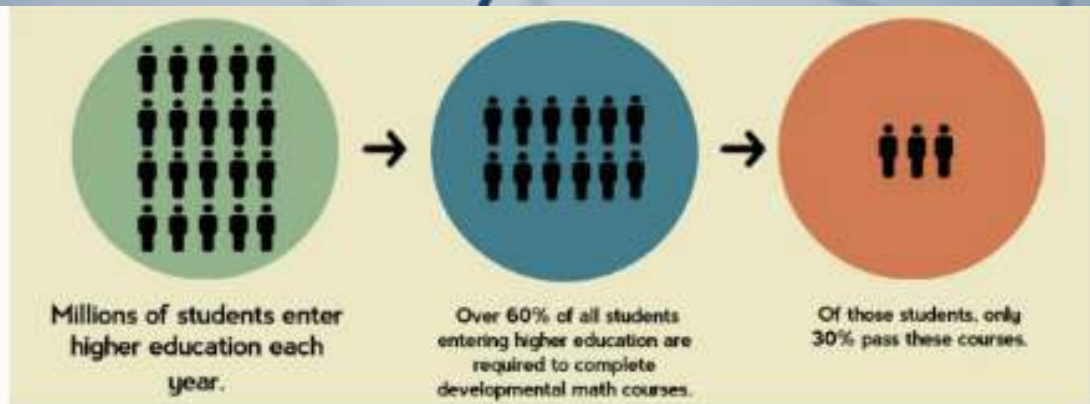 Millions of students enter
higher education each
year.
Over 60% of all students
entering higher education are
required to complete
developmental math courses.
Of those students, only
30% pass these courses.